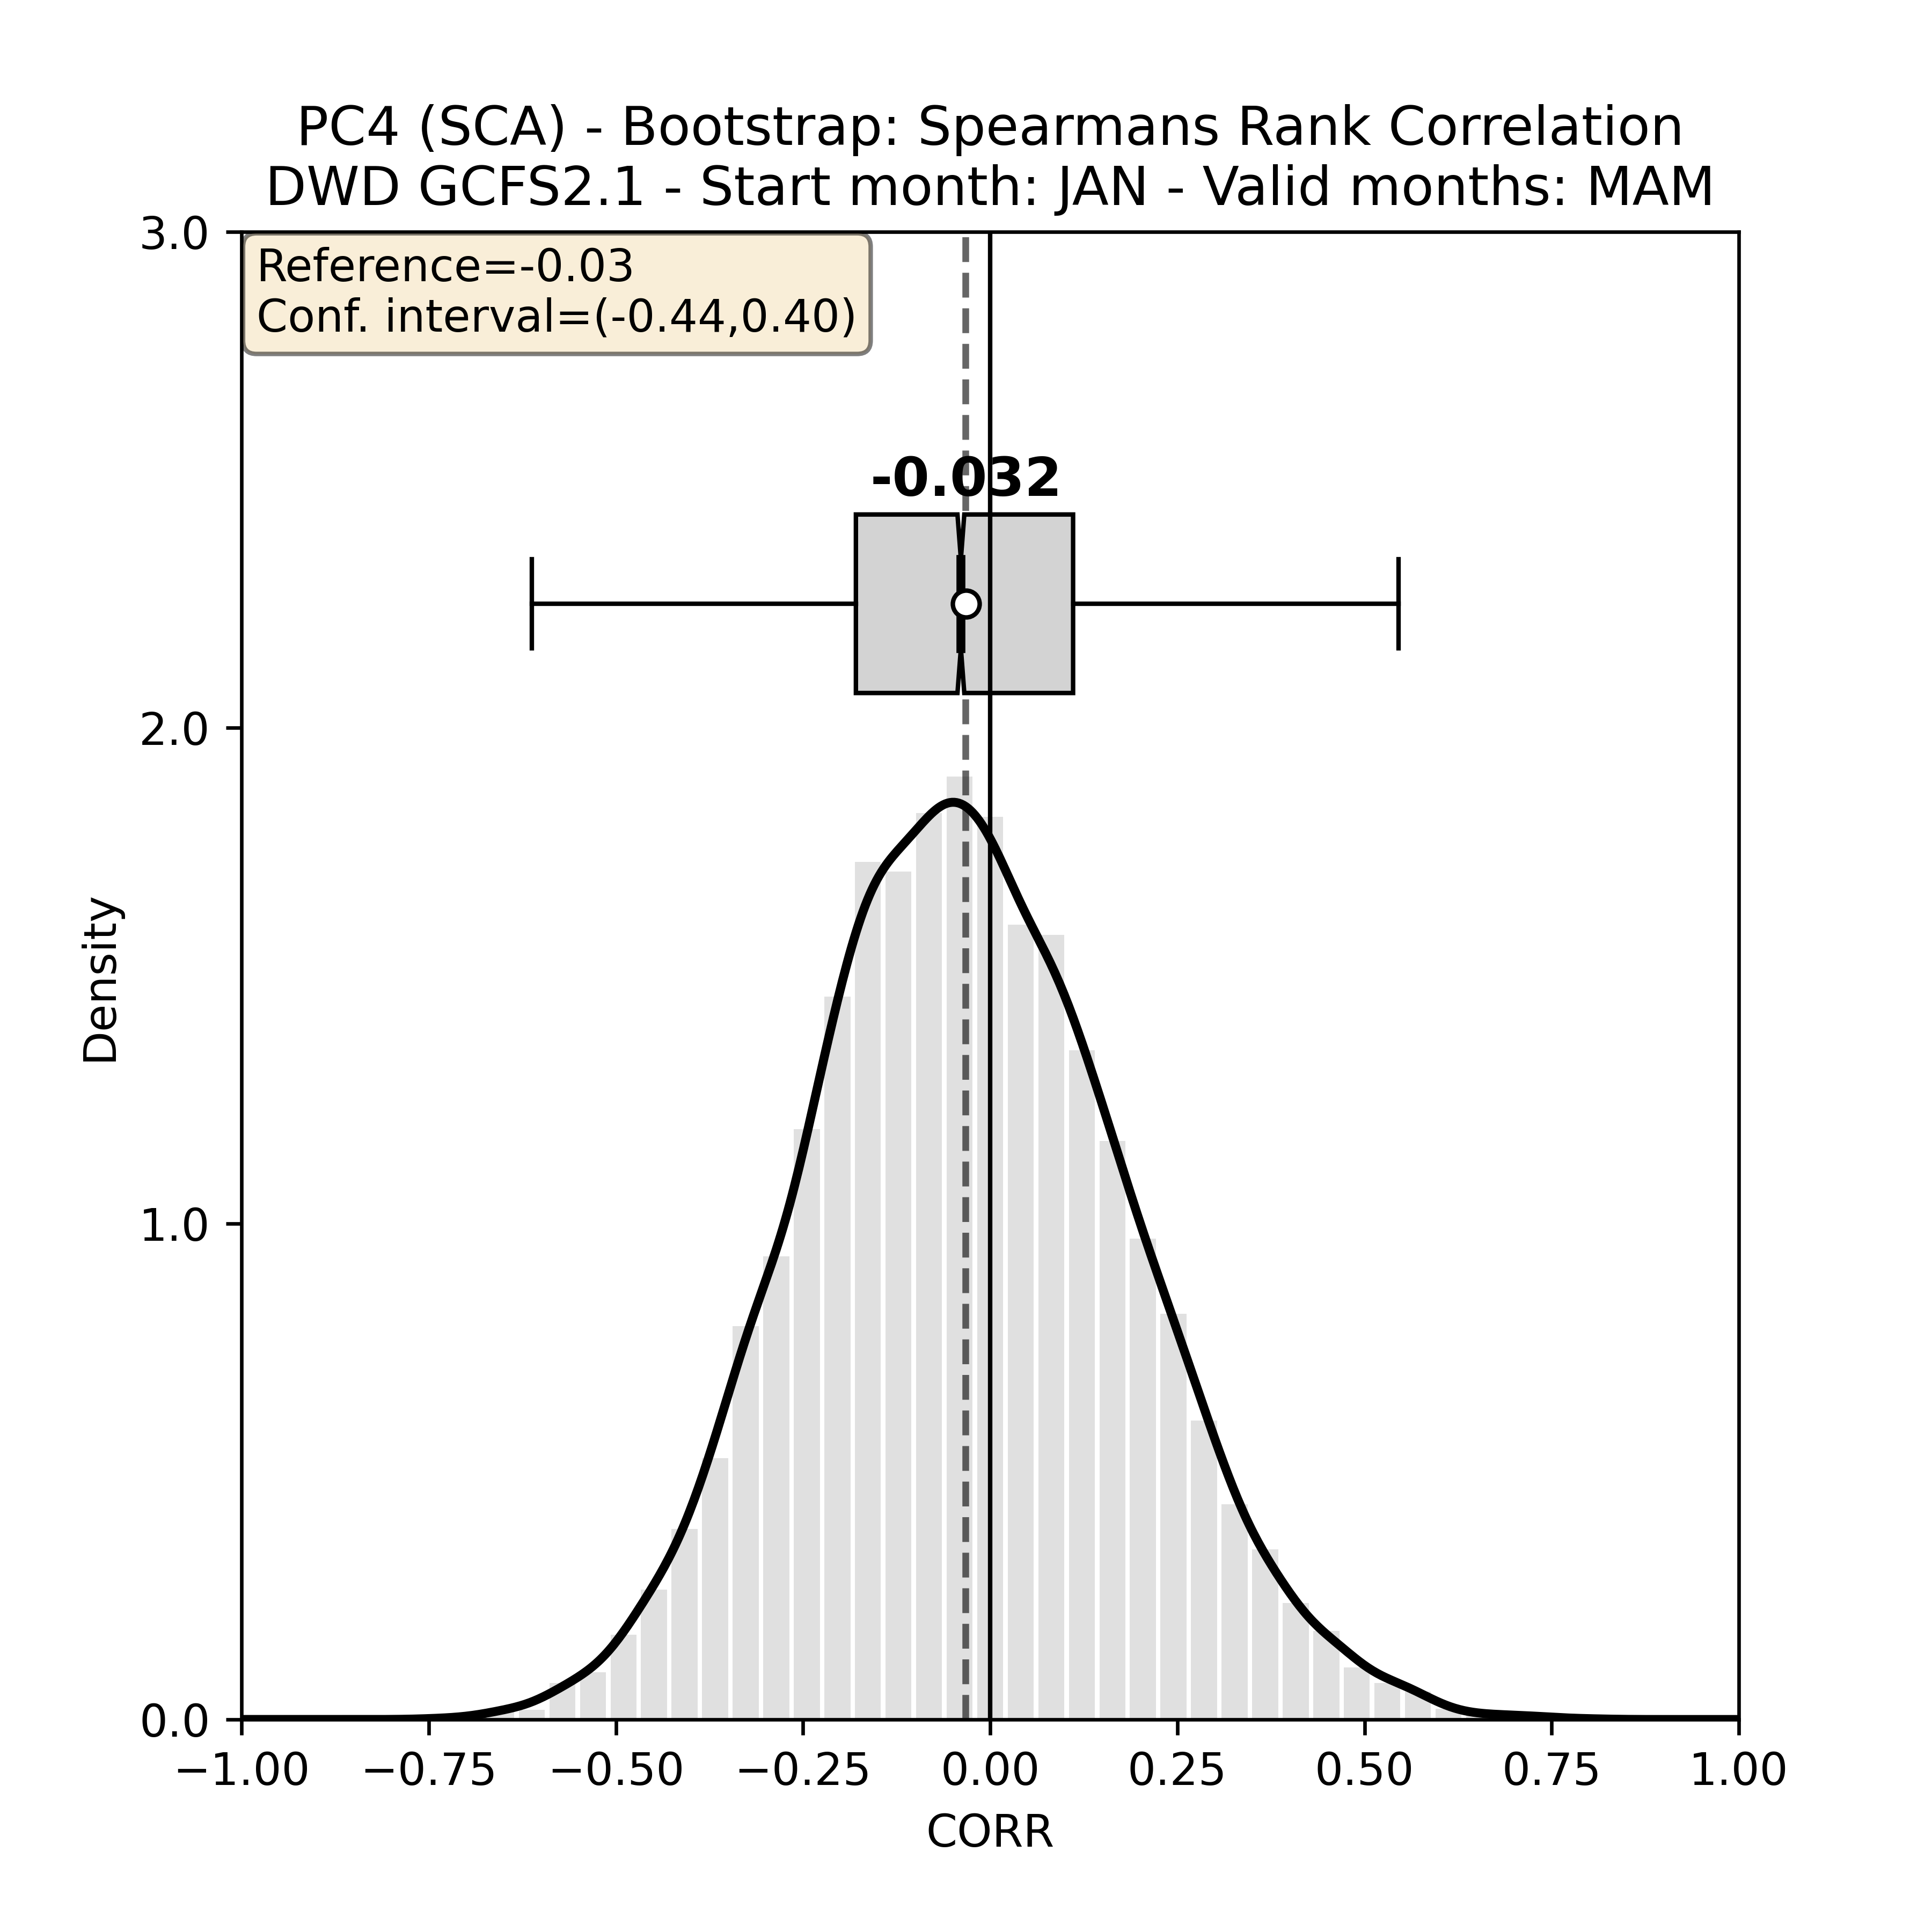 PC4 (SCA) - Bootstrap: Spearmans Rank Correlation
DWD GCFS2.1 - Start month: JAN - Valid months: MAM
3.0
Reference=-0.03
Conf. interval=(-0.44,0.40)
-0.032
2.0
Density
1.0
0.0
−1.00 −0.75 −0.50 −0.25 0.00 0.25 0.50 0.75 1.00
CORR